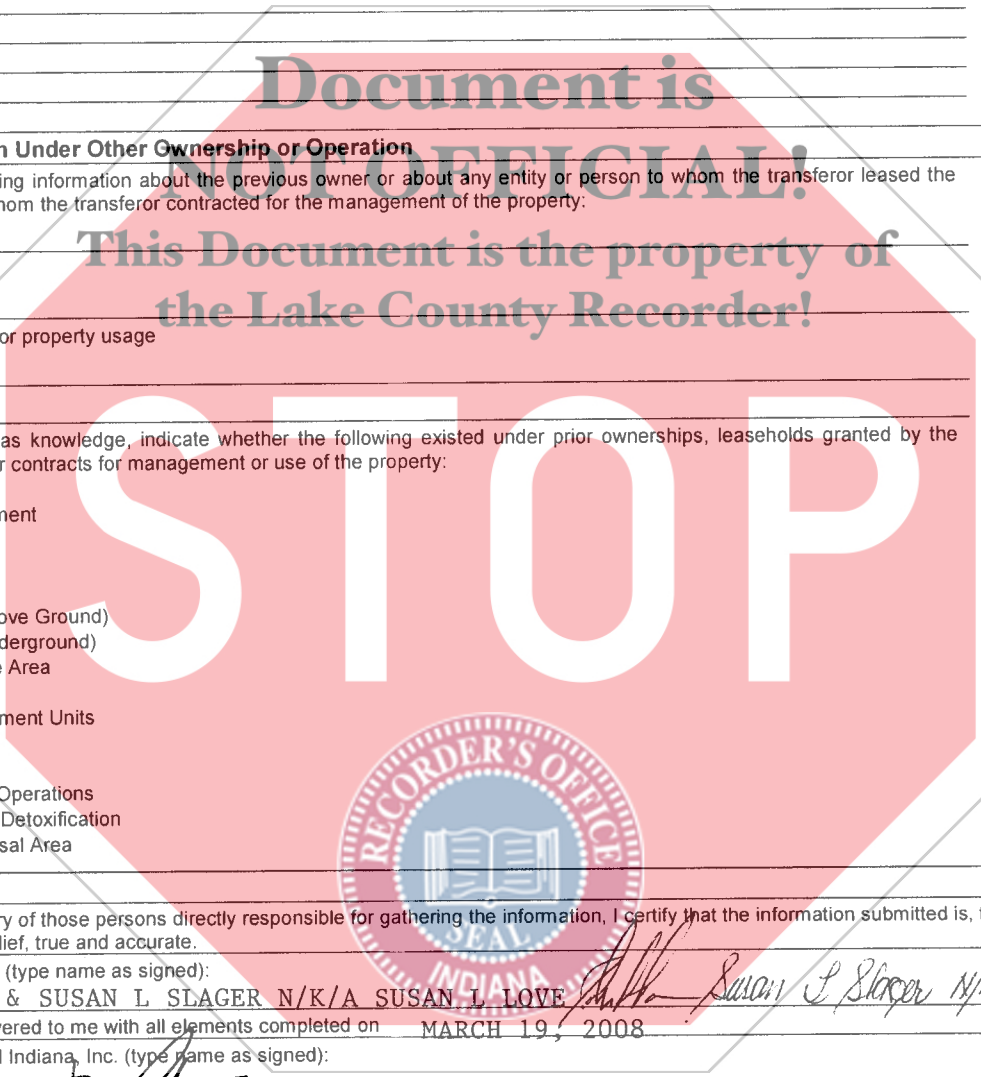 Document is
n Under Other Ownership or Operation
NOT OFFICIAL!
ing information about the previous owner or about any entity or person to whom the transferor leased the
hom the transferor contracted for the management of the property:
This Document is the property of
the Lake County Recorder!
or property usage
STOP
as knowledge, indicate whether the following existed under prior ownerships, leaseholds granted by the
r contracts for management or use of the property:
ment
ove Ground)
derground)
e Area
ment Units
Operations
Detoxification
sal Area
RECORDER'S OFFICE
SEAL
INDIANA
ry of those persons directly responsible for gathering the information, I certify that the information submitted is, t
lief, true and accurate.
(type name as signed):
& SUSAN L SLAGER N/K/A SUSAN L LOVE Susan L Slager N/
vered to me with all elements completed on MARCH 19, 2008
l Indiana, Inc. (type name as signed):